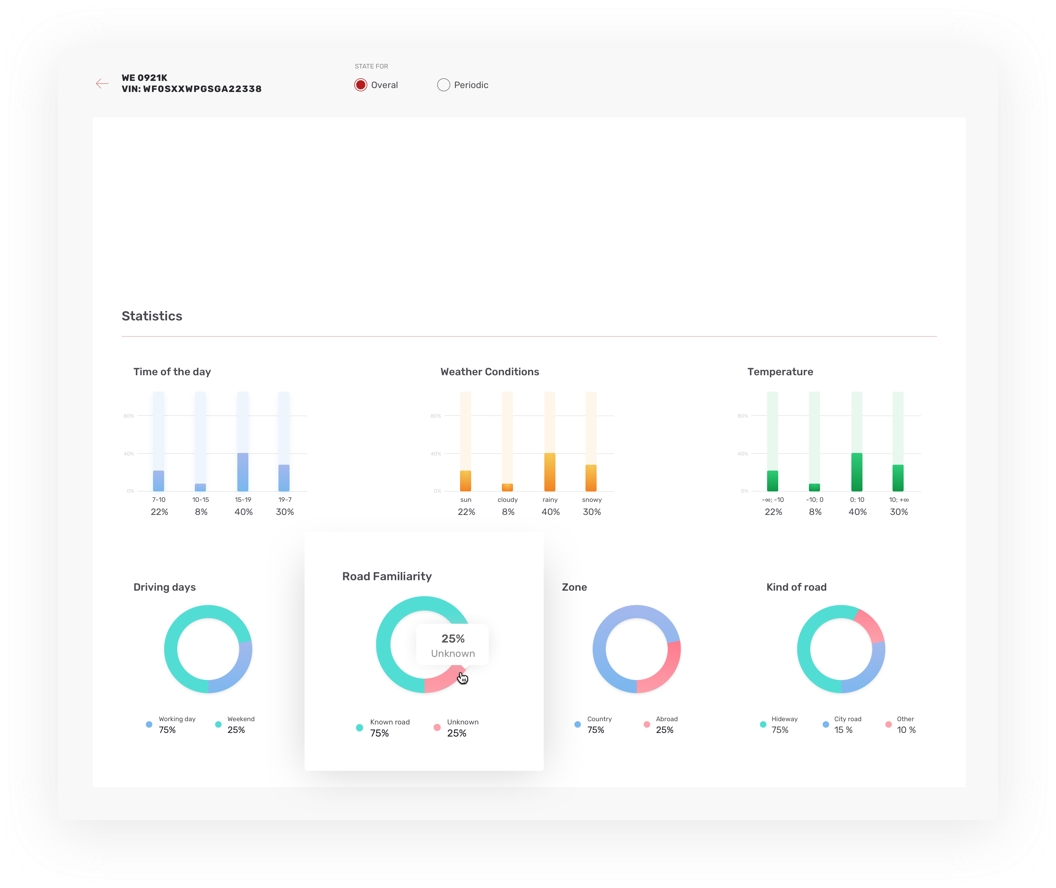 WE 0921K
VIN: WF0SXXWPGSGA22338
STATE FOR
Overal
Periodic
Statistics
Time of the day
80%
40%
0%
7-10 10-15 15-19 19-7
22% 8% 40% 30%
Weather Conditions
80%
40%
0%
sun cloudy rainy snowy
22% 8% 40% 30%
Temperature
80%
40%
0%
-∞; -10 -10; 0 0; 10 10; +∞
22% 8% 40% 30%
Driving days
Working day Weekend
75% 25%
Road Familiarity
25%
Unknown
Known road Unknown
75% 25%
Zone
Country Abroad
75% 25%
Kind of road
Hideway City road Other
75% 15 % 10 %